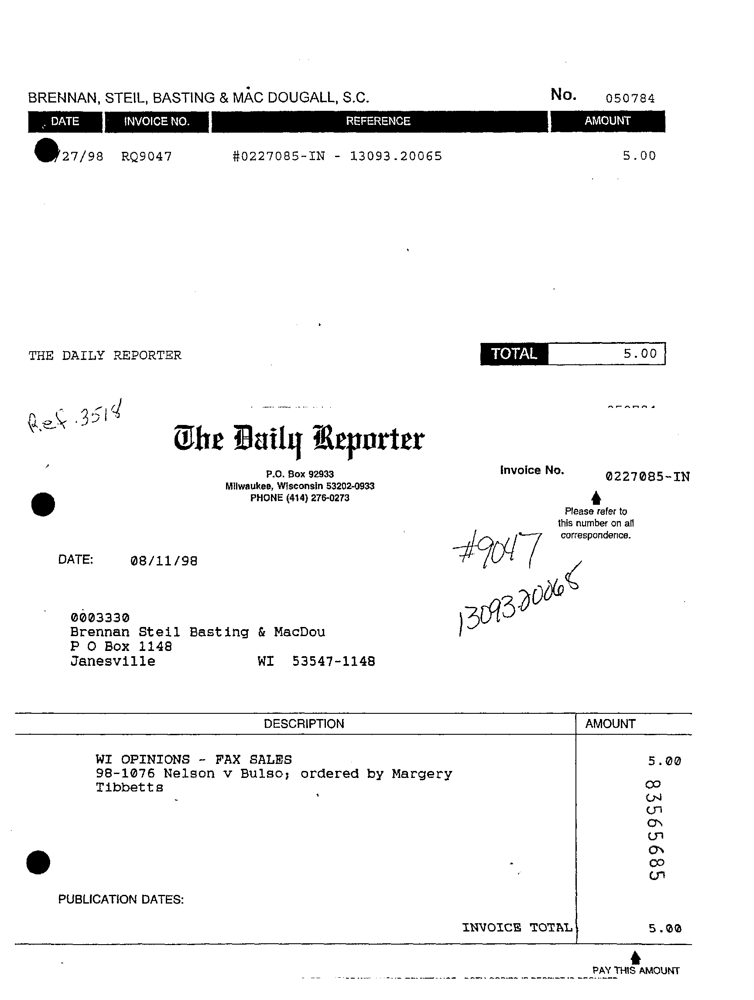 BRENNAN, STEIL, BASTING & MAC DOUGALL, S.C. No. 050784
DATE INVOICE NO. REFERENCE AMOUNT
/27/98 RQ9047 #0227085-IN - 13093.20065 5.00
THE DAILY REPORTER TOTAL 5.00
Ref. 3518
The Daily Reporter
P.O. Box 92933
Milwaukee, Wisconsin 53202-0933
PHONE (414) 276-0273
Invoice No. 0227085-IN
Please refer to
this number on all
correspondence.
#9047
DATE: 08/11/98
13093.20065
0003330
Brennan Steil Basting & MacDou
P O Box 1148
Janesville WI 53547-1148
DESCRIPTION AMOUNT
WI OPINIONS - FAX SALES 5.00
98-1076 Nelson v Bulso; ordered by Margery
Tibbetts
83565685
PUBLICATION DATES:
INVOICE TOTAL 5.00
PAY THIS AMOUNT